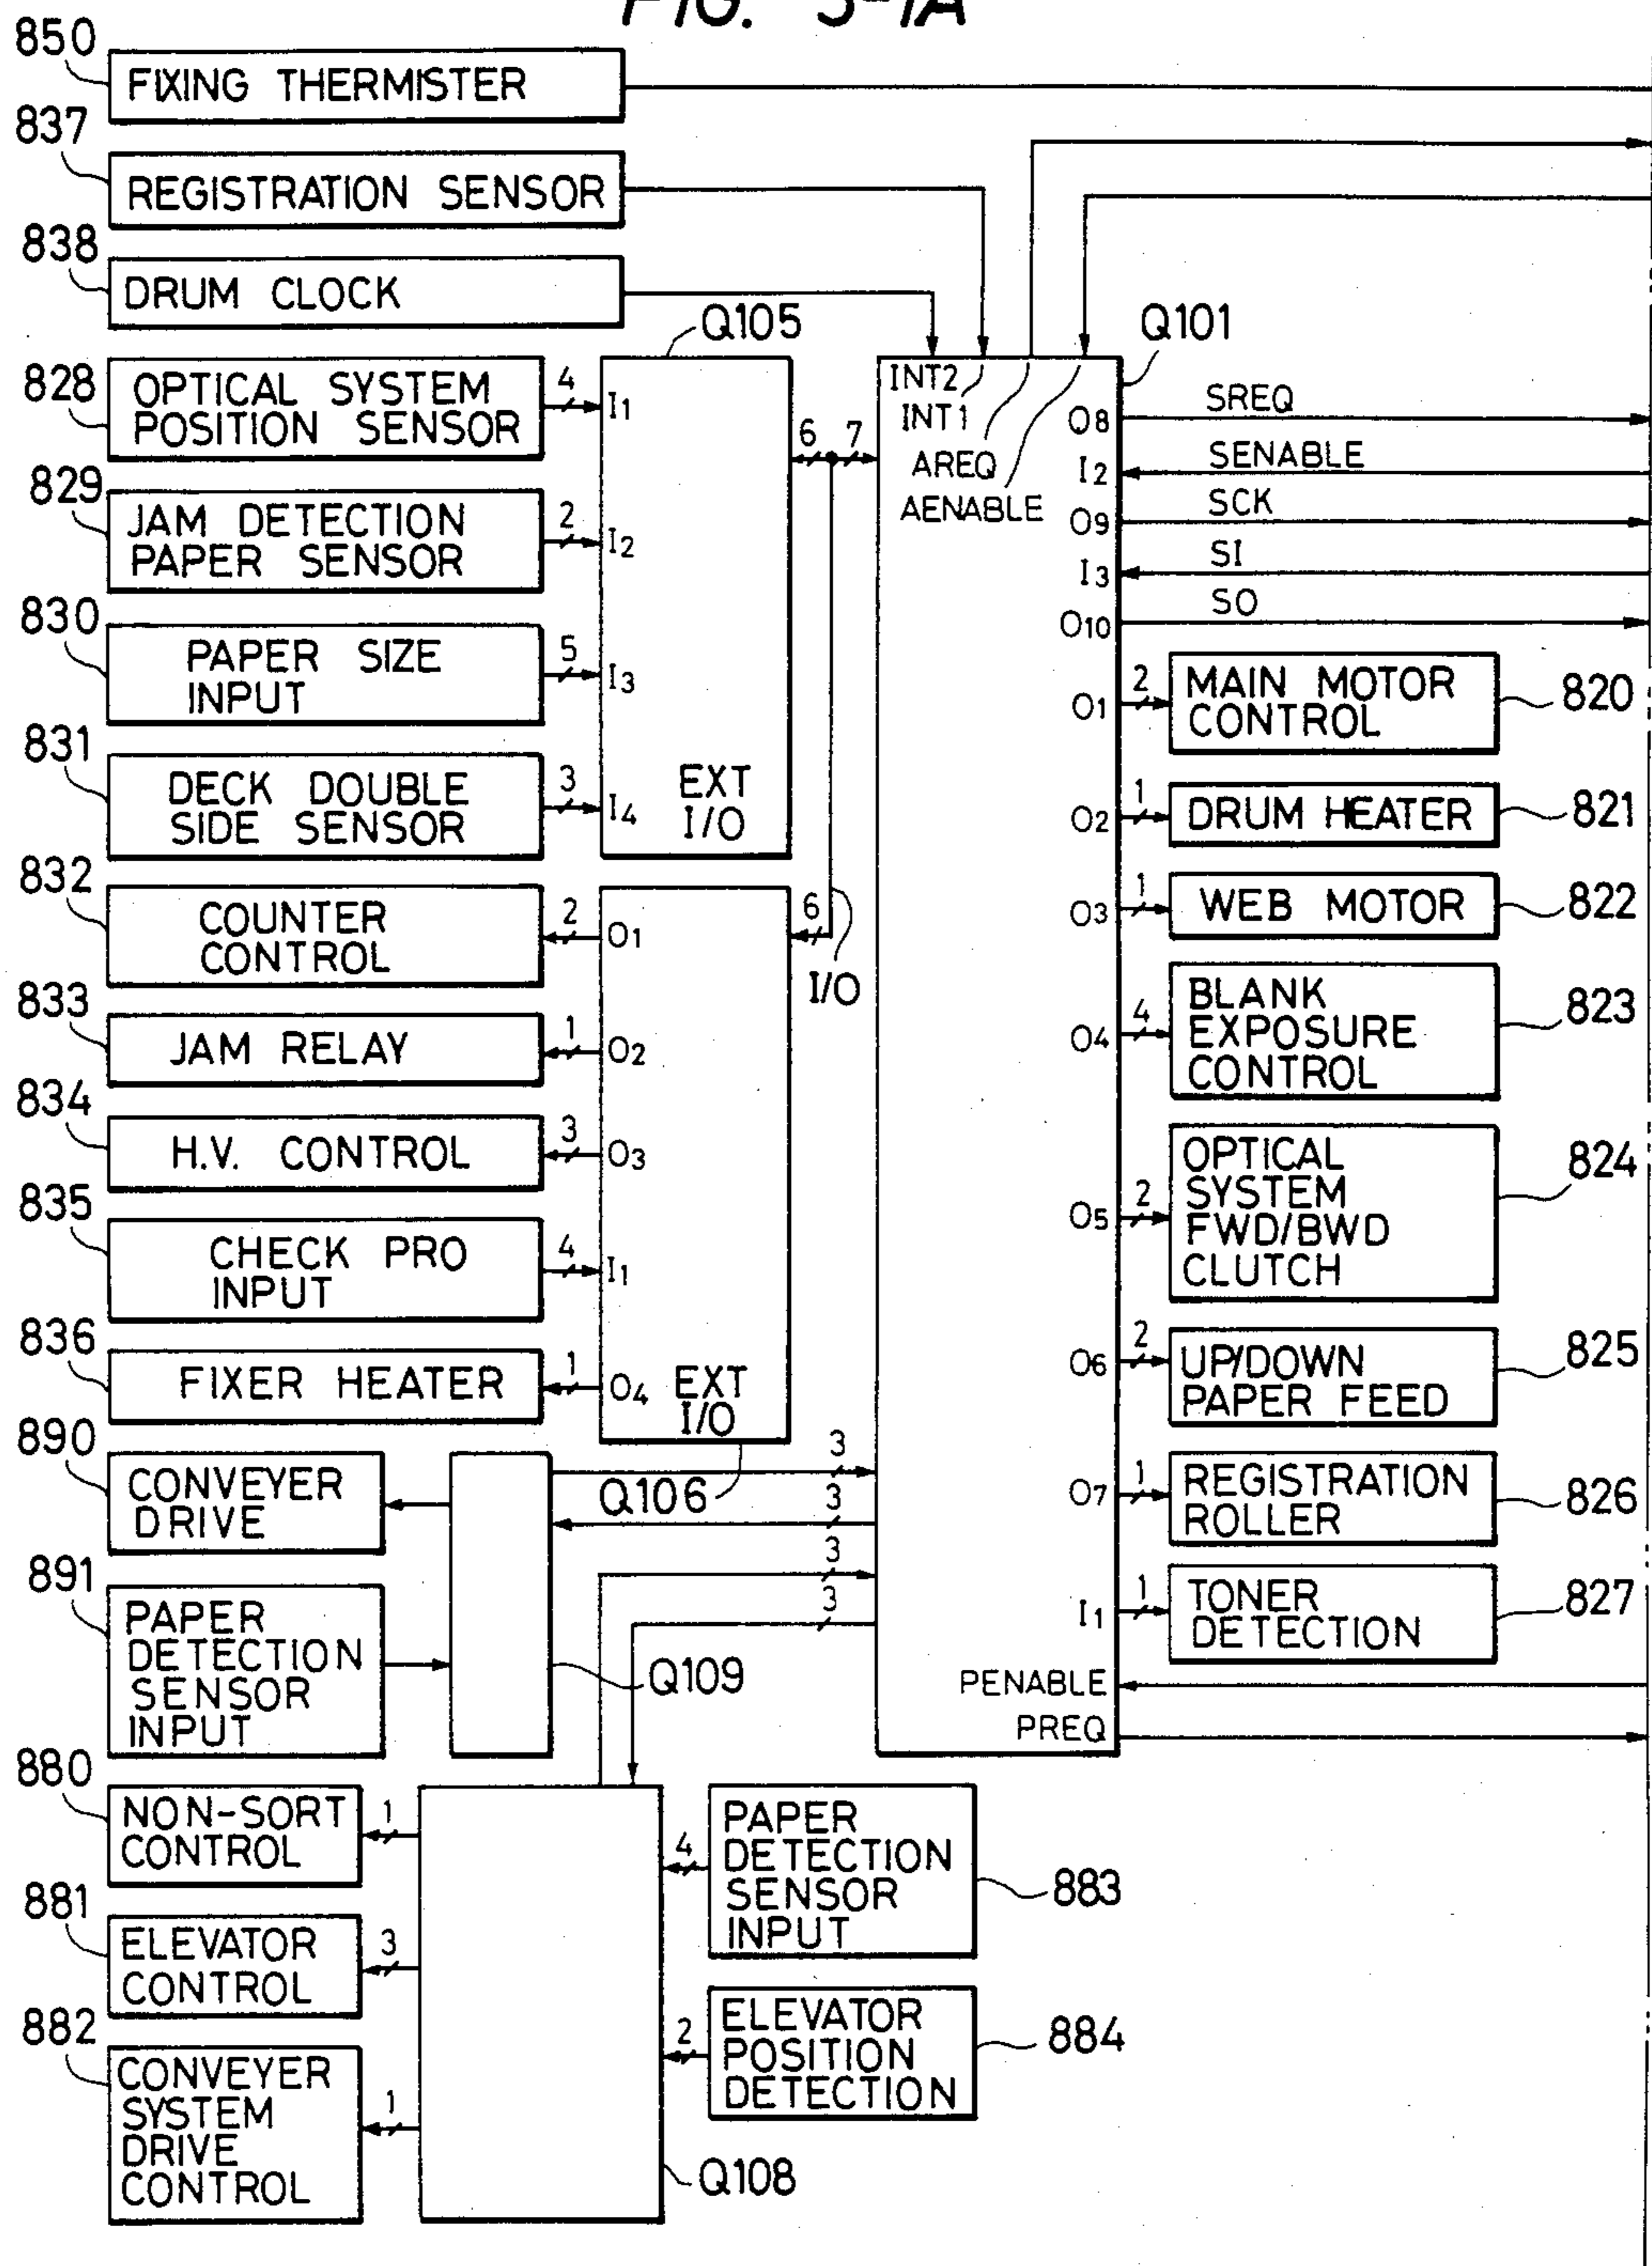 FIG. 3-1A
850
FIXING THERMISTER
837
REGISTRATION SENSOR
838
DRUM CLOCK
Q105
Q101
828
OPTICAL SYSTEM
POSITION SENSOR
4
I1
829
JAM DETECTION
PAPER SENSOR
2
I2
830
PAPER SIZE
INPUT
5
I3
831
DECK DOUBLE
SIDE SENSOR
3
I4
EXT
I/O
6
7
INT2
INT1
AREQ
AENABLE
O8
SREQ
I2
SENABLE
O9
SCK
I3
SI
O10
SO
832
COUNTER
CONTROL
2
O1
6
I/O
833
JAM RELAY
1
O2
834
H.V. CONTROL
3
O3
835
CHECK PRO
INPUT
4
I1
836
FIXER HEATER
1
O4
EXT
I/O
Q106
O1
2
MAIN MOTOR
CONTROL
820
O2
1
DRUM HEATER
821
O3
1
WEB MOTOR
822
O4
4
BLANK
EXPOSURE
CONTROL
823
O5
2
OPTICAL
SYSTEM
FWD/BWD
CLUTCH
824
O6
2
UP/DOWN
PAPER FEED
825
O7
1
REGISTRATION
ROLLER
826
I1
1
TONER
DETECTION
827
PENABLE
PREQ
890
CONVEYER
DRIVE
891
PAPER
DETECTION
SENSOR
INPUT
Q109
3
3
3
3
880
NON-SORT
CONTROL
1
881
ELEVATOR
CONTROL
3
882
CONVEYER
SYSTEM
DRIVE
CONTROL
1
4
PAPER
DETECTION
SENSOR
INPUT
883
2
ELEVATOR
POSITION
DETECTION
884
Q108